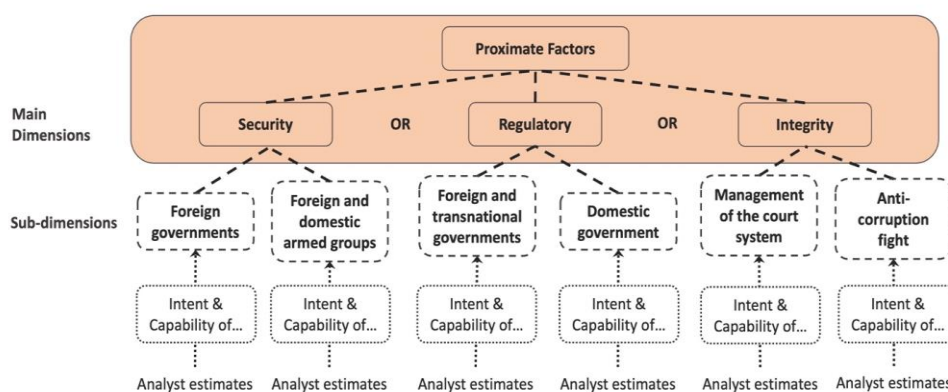 Proximate Factors
Main
Dimensions
Security
OR
Regulatory
OR
Integrity
Sub-dimensions
Foreign
governments
Foreign and
domestic
armed groups
Foreign and
transnational
governments
Domestic
government
Management
of the court
system
Anti-
corruption
fight
Intent &
Capability of...
Intent &
Capability of...
Intent &
Capability of...
Intent &
Capability of...
Intent &
Capability of...
Intent &
Capability of...
Analyst estimates
Analyst estimates
Analyst estimates
Analyst estimates
Analyst estimates
Analyst estimates